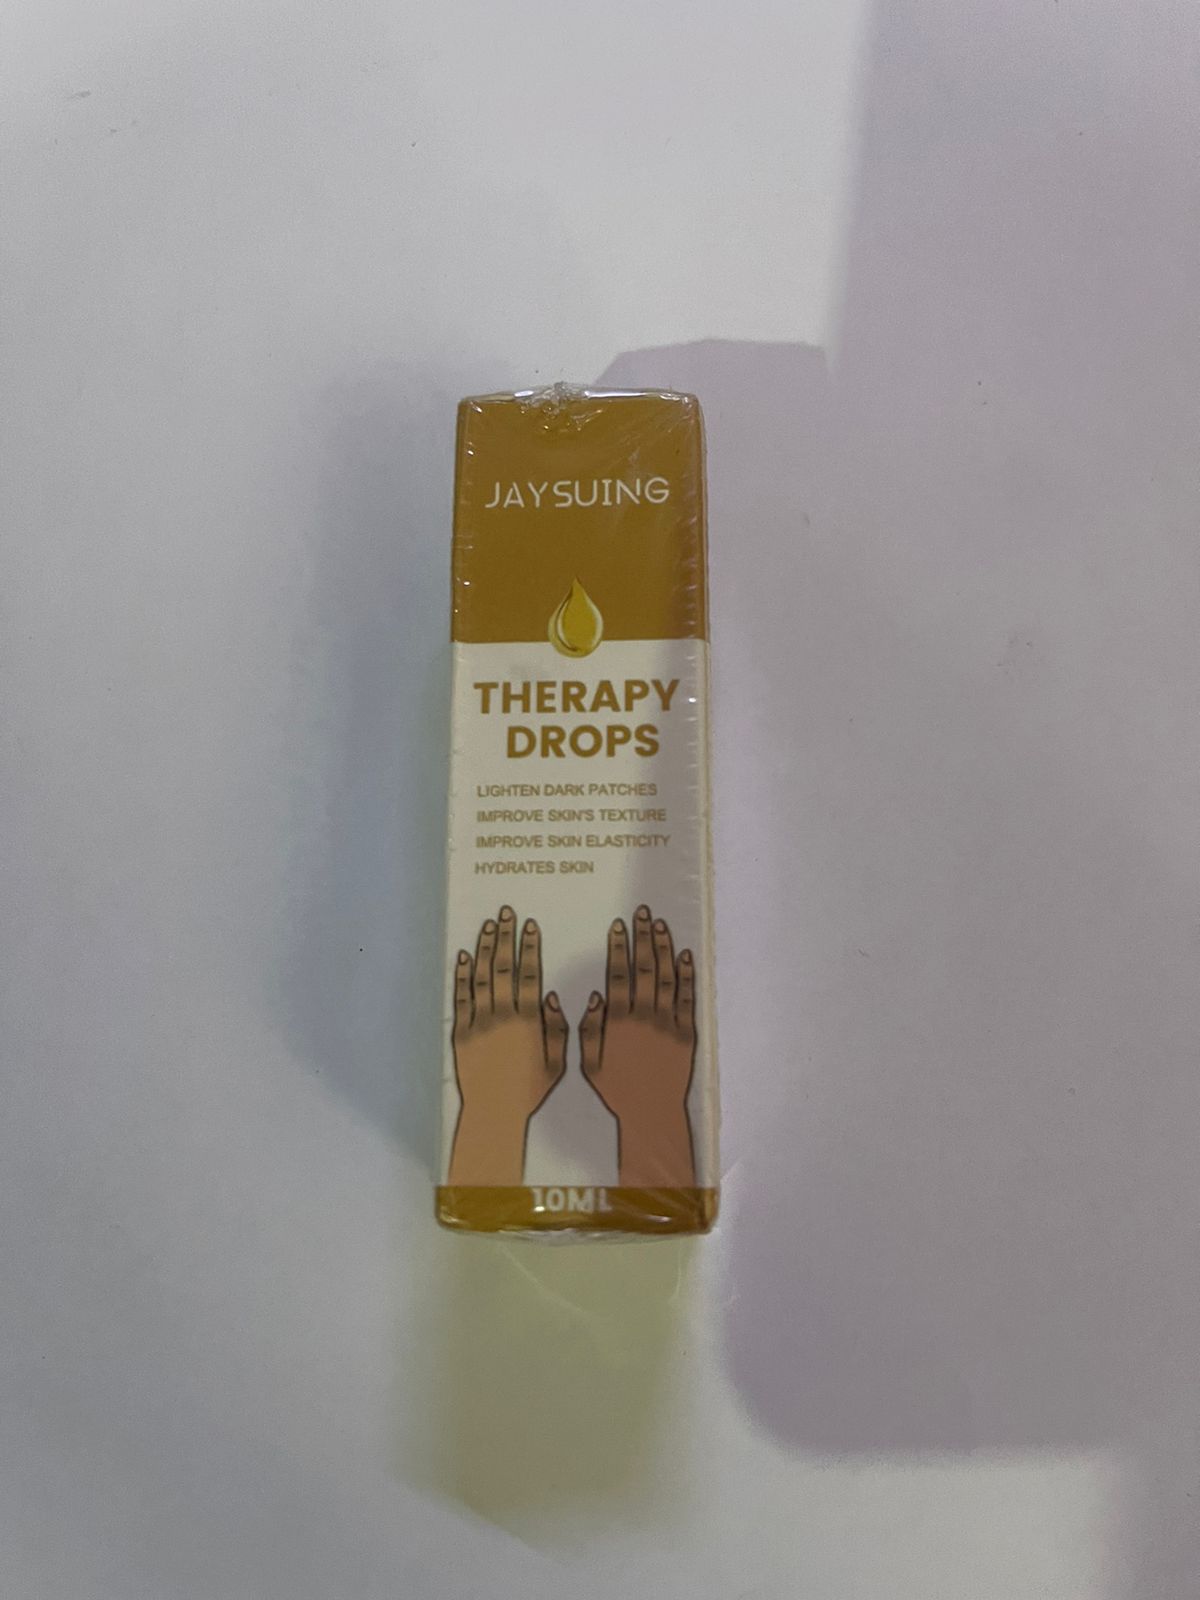 JAYSUING
THERAPY
DROPS
LIGHTEN DARK PATCHES
IMPROVE SKIN'S TEXTURE
IMPROVE SKIN ELASTICITY
HYDRATES SKIN
10ML